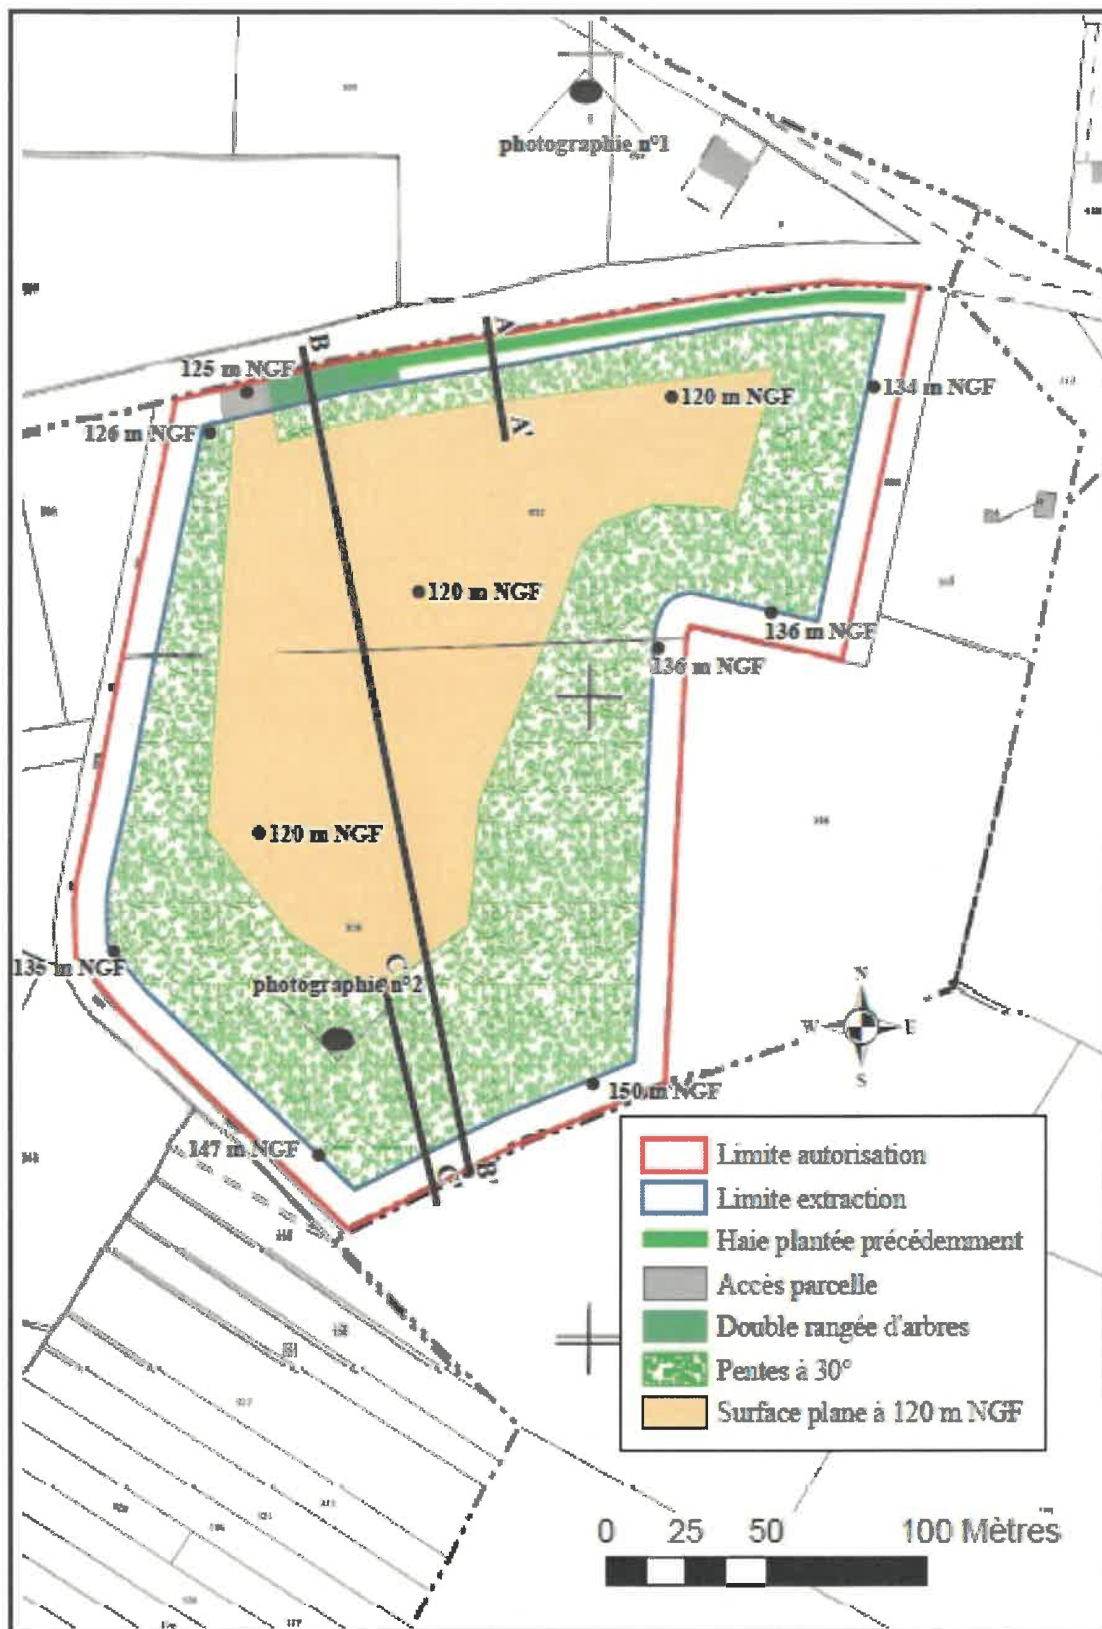 photographie n°1
A
B
125 m NGF
120 m NGF
134 m NGF
A'
126 m NGF
120 m NGF
136 m NGF
136 m NGF
120 m NGF
C
135 m NGF
photographie n°2
N
W
E
S
150 m NGF
147 m NGF
C'
B'
Limite autorisation
Limite extraction
Haie plantée précédemment
Accès parcelle
Double rangée d'arbres
Pentes à 30°
Surface plane à 120 m NGF
0 25 50 100 Mètres